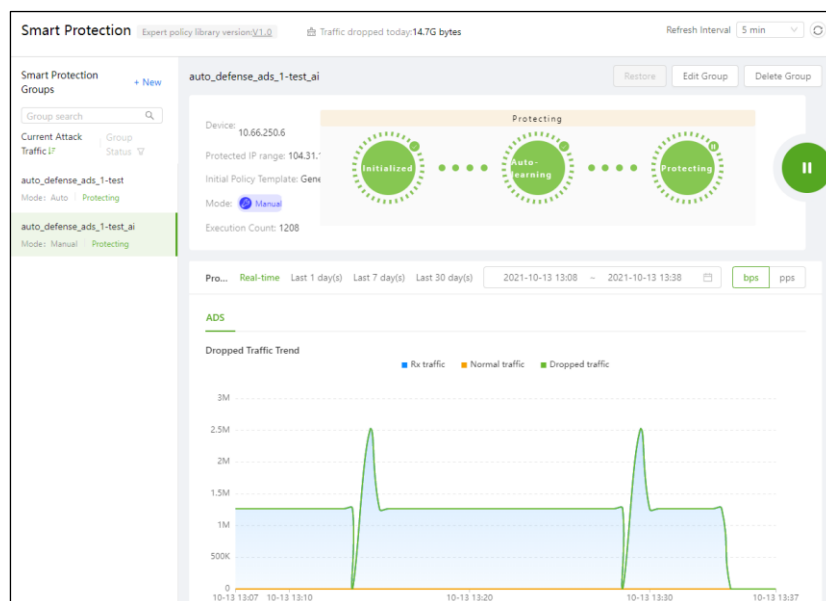 Smart Protection Expert policy library version:V1.0 Traffic dropped today:14.7G bytes Refresh Interval 5 min
Smart Protection Groups + New
Group search
Current Attack Traffic Group Status
auto_defense_ads_1-test
Mode: Auto Protecting
auto_defense_ads_1-test_ai
Mode: Manual Protecting
auto_defense_ads_1-test_ai Restore Edit Group Delete Group
Device: 10.66.250.6
Protected IP range: 104.31.1
Initial Policy Template: Gene
Mode: Manual
Execution Count: 1208
Protecting
Initialized Auto-learning Protecting
Pro... Real-time Last 1 day(s) Last 7 day(s) Last 30 day(s) 2021-10-13 13:08 ~ 2021-10-13 13:38 bps pps
ADS
Dropped Traffic Trend
Rx traffic Normal traffic Dropped traffic
3M
2.5M
2M
1.5M
1M
500K
0
10-13 13:07 10-13 13:10 10-13 13:20 10-13 13:30 10-13 13:37